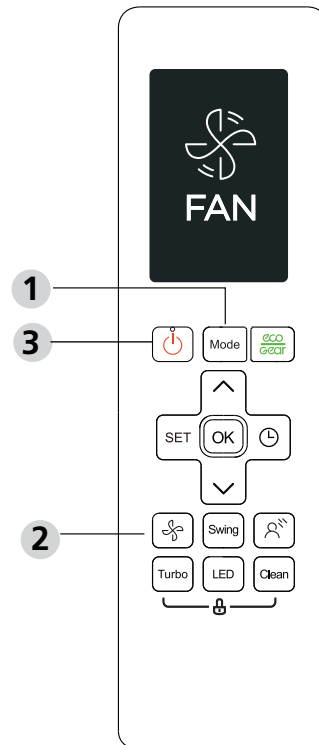 FAN
1
3
Mode
eco
Gear
SET
OK
2
Swing
Turbo
LED
Clean